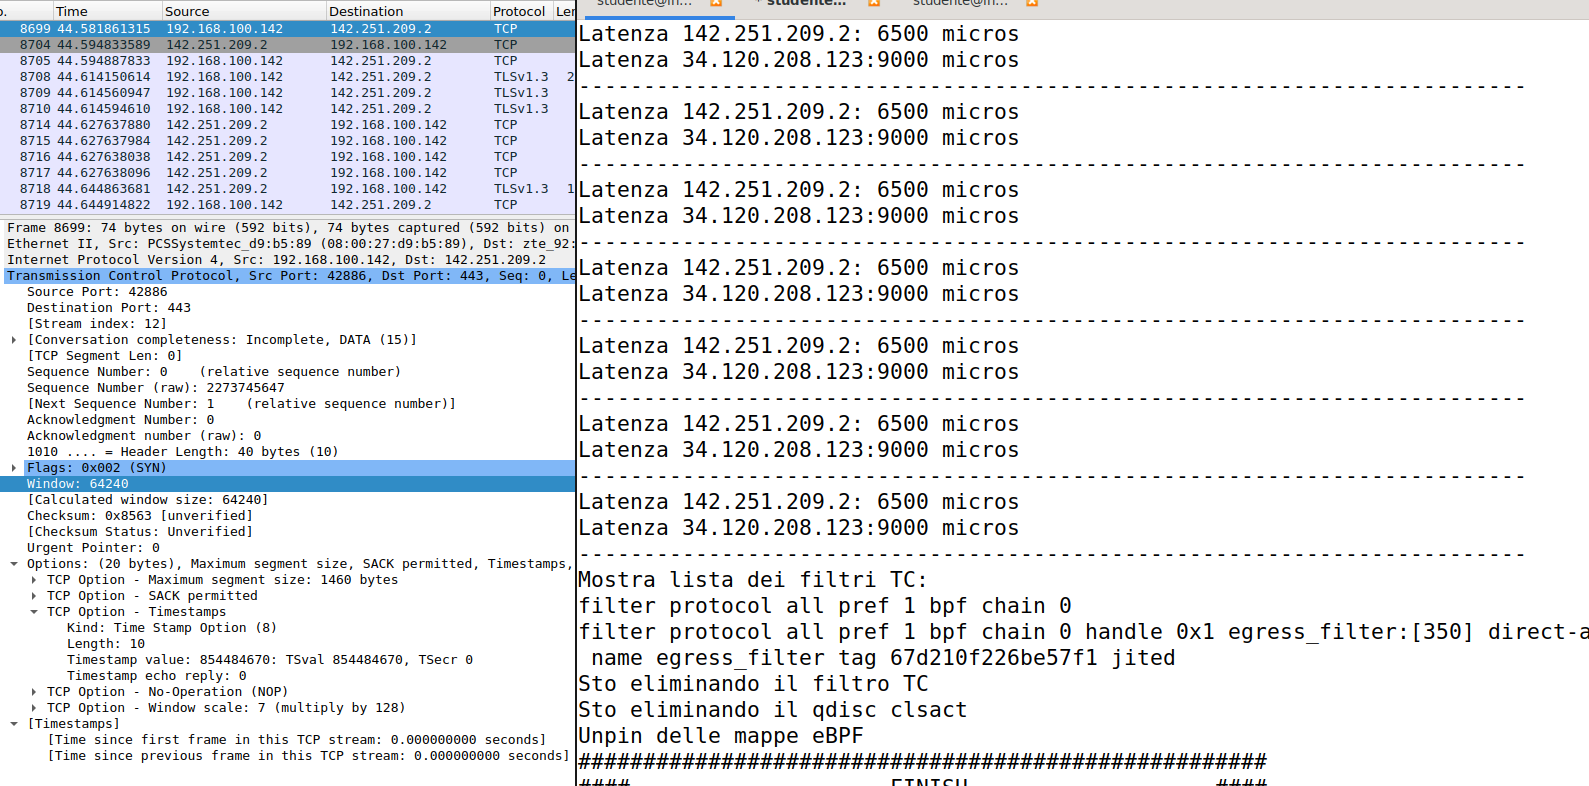 o. Time Source Destination Protocol Ler
8699 44.581861315 192.168.100.142 142.251.209.2 TCP
8704 44.594833589 142.251.209.2 192.168.100.142 TCP
8705 44.594887833 192.168.100.142 142.251.209.2 TCP
8708 44.614150614 192.168.100.142 142.251.209.2 TLSv1.3 2
8709 44.614560947 192.168.100.142 142.251.209.2 TLSv1.3
8710 44.614594610 192.168.100.142 142.251.209.2 TLSv1.3
8714 44.627637880 142.251.209.2 192.168.100.142 TCP
8715 44.627637984 142.251.209.2 192.168.100.142 TCP
8716 44.627638038 142.251.209.2 192.168.100.142 TCP
8717 44.627638096 142.251.209.2 192.168.100.142 TCP
8718 44.644863681 142.251.209.2 192.168.100.142 TLSv1.3 1
8719 44.644914822 192.168.100.142 142.251.209.2 TCP
Frame 8699: 74 bytes on wire (592 bits), 74 bytes captured (592 bits) on
Ethernet II, Src: PCSSystemtec_d9:b5:89 (08:00:27:d9:b5:89), Dst: zte_92:
Internet Protocol Version 4, Src: 192.168.100.142, Dst: 142.251.209.2
Transmission Control Protocol, Src Port: 42886, Dst Port: 443, Seq: 0, Le
Source Port: 42886
Destination Port: 443
[Stream index: 12]
[Conversation completeness: Incomplete, DATA (15)]
[TCP Segment Len: 0]
Sequence Number: 0    (relative sequence number)
Sequence Number (raw): 2273745647
[Next Sequence Number: 1    (relative sequence number)]
Acknowledgment Number: 0
Acknowledgment number (raw): 0
1010 .... = Header Length: 40 bytes (10)
Flags: 0x002 (SYN)
Window: 64240
[Calculated window size: 64240]
Checksum: 0x8563 [unverified]
[Checksum Status: Unverified]
Urgent Pointer: 0
Options: (20 bytes), Maximum segment size, SACK permitted, Timestamps,
TCP Option - Maximum segment size: 1460 bytes
TCP Option - SACK permitted
TCP Option - Timestamps
Kind: Time Stamp Option (8)
Length: 10
Timestamp value: 854484670: TSval 854484670, TSecr 0
Timestamp echo reply: 0
TCP Option - No-Operation (NOP)
TCP Option - Window scale: 7 (multiply by 128)
[Timestamps]
[Time since first frame in this TCP stream: 0.000000000 seconds]
[Time since previous frame in this TCP stream: 0.000000000 seconds]
studente@in... * studente... studente@in...
Latenza 142.251.209.2: 6500 micros
Latenza 34.120.208.123:9000 micros
-------------------------------------------------------------------------
Latenza 142.251.209.2: 6500 micros
Latenza 34.120.208.123:9000 micros
-------------------------------------------------------------------------
Latenza 142.251.209.2: 6500 micros
Latenza 34.120.208.123:9000 micros
-------------------------------------------------------------------------
Latenza 142.251.209.2: 6500 micros
Latenza 34.120.208.123:9000 micros
-------------------------------------------------------------------------
Latenza 142.251.209.2: 6500 micros
Latenza 34.120.208.123:9000 micros
-------------------------------------------------------------------------
Latenza 142.251.209.2: 6500 micros
Latenza 34.120.208.123:9000 micros
-------------------------------------------------------------------------
Latenza 142.251.209.2: 6500 micros
Latenza 34.120.208.123:9000 micros
-------------------------------------------------------------------------
Mostra lista dei filtri TC:
filter protocol all pref 1 bpf chain 0
filter protocol all pref 1 bpf chain 0 handle 0x1 egress_filter:[350] direct-a
name egress_filter tag 67d210f226be57f1 jited
Sto eliminando il filtro TC
Sto eliminando il qdisc clsact
Unpin delle mappe eBPF
#####################################################
#### FINISH ####